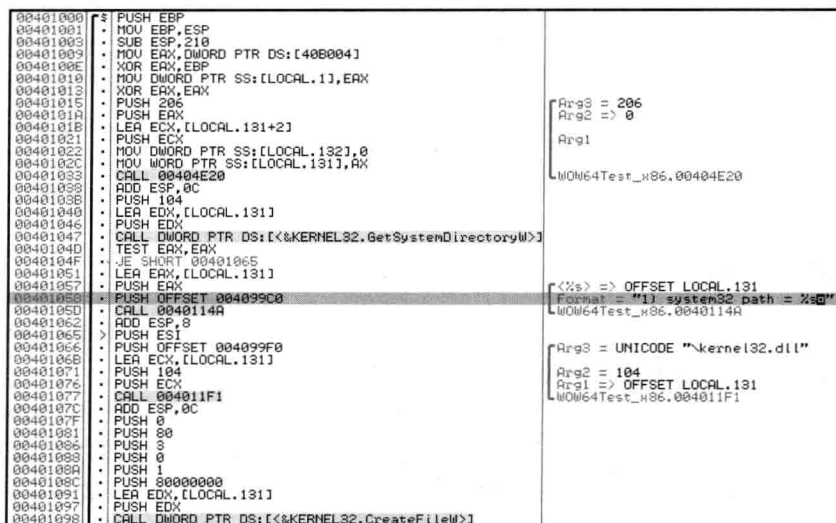 00401000 $ PUSH EBP
00401001 . MOV EBP,ESP
00401003 . SUB ESP,210
00401009 . MOV EAX,DWORD PTR DS:[40B004]
0040100E . XOR EAX,EBP
00401010 . MOV DWORD PTR SS:[LOCAL.1],EAX
00401013 . XOR EAX,EAX
00401015 . PUSH 206 Arg3 = 206
0040101A . PUSH EAX Arg2 => 0
0040101B . LEA ECX,[LOCAL.131+2]
00401021 . PUSH ECX Arg1
00401022 . MOV DWORD PTR SS:[LOCAL.132],0
0040102C . MOV WORD PTR SS:[LOCAL.131],AX
00401033 . CALL 00404E20 WOW64Test_x86.00404E20
00401038 . ADD ESP,0C
0040103B . PUSH 104
00401040 . LEA EDX,[LOCAL.131]
00401046 . PUSH EDX
00401047 . CALL DWORD PTR DS:[<&KERNEL32.GetSystemDirectoryW>]
0040104D . TEST EAX,EAX
0040104F . JE SHORT 00401065
00401051 . LEA EAX,[LOCAL.131]
00401057 . PUSH EAX <%s> => OFFSET LOCAL.131
00401058 . PUSH OFFSET 004099C0 Format = "1) system32 path = %s"
0040105D . CALL 0040114A WOW64Test_x86.0040114A
00401062 . ADD ESP,8
00401065 > PUSH ESI
00401066 . PUSH OFFSET 004099F0 Arg3 = UNICODE "\kernel32.dll"
0040106B . LEA ECX,[LOCAL.131]
00401071 . PUSH 104 Arg2 = 104
00401076 . PUSH ECX Arg1 => OFFSET LOCAL.131
00401077 . CALL 004011F1 WOW64Test_x86.004011F1
0040107C . ADD ESP,0C
0040107F . PUSH 0
00401081 . PUSH 80
00401086 . PUSH 3
00401088 . PUSH 0
0040108A . PUSH 1
0040108C . PUSH 80000000
00401091 . LEA EDX,[LOCAL.131]
00401097 . PUSH EDX
00401098 . CALL DWORD PTR DS:[<&KERNEL32.CreateFileW>]